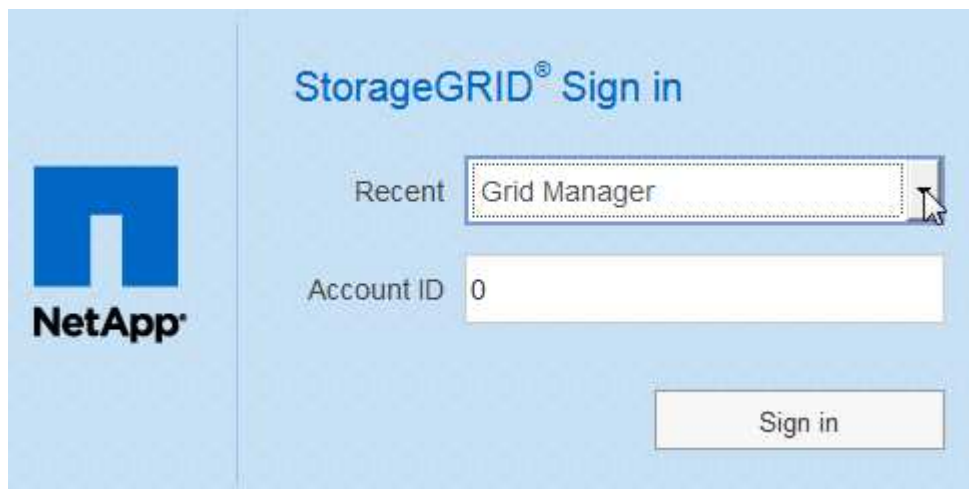 StorageGRID® Sign in
Recent Grid Manager
Account ID 0
NetApp®
Sign in